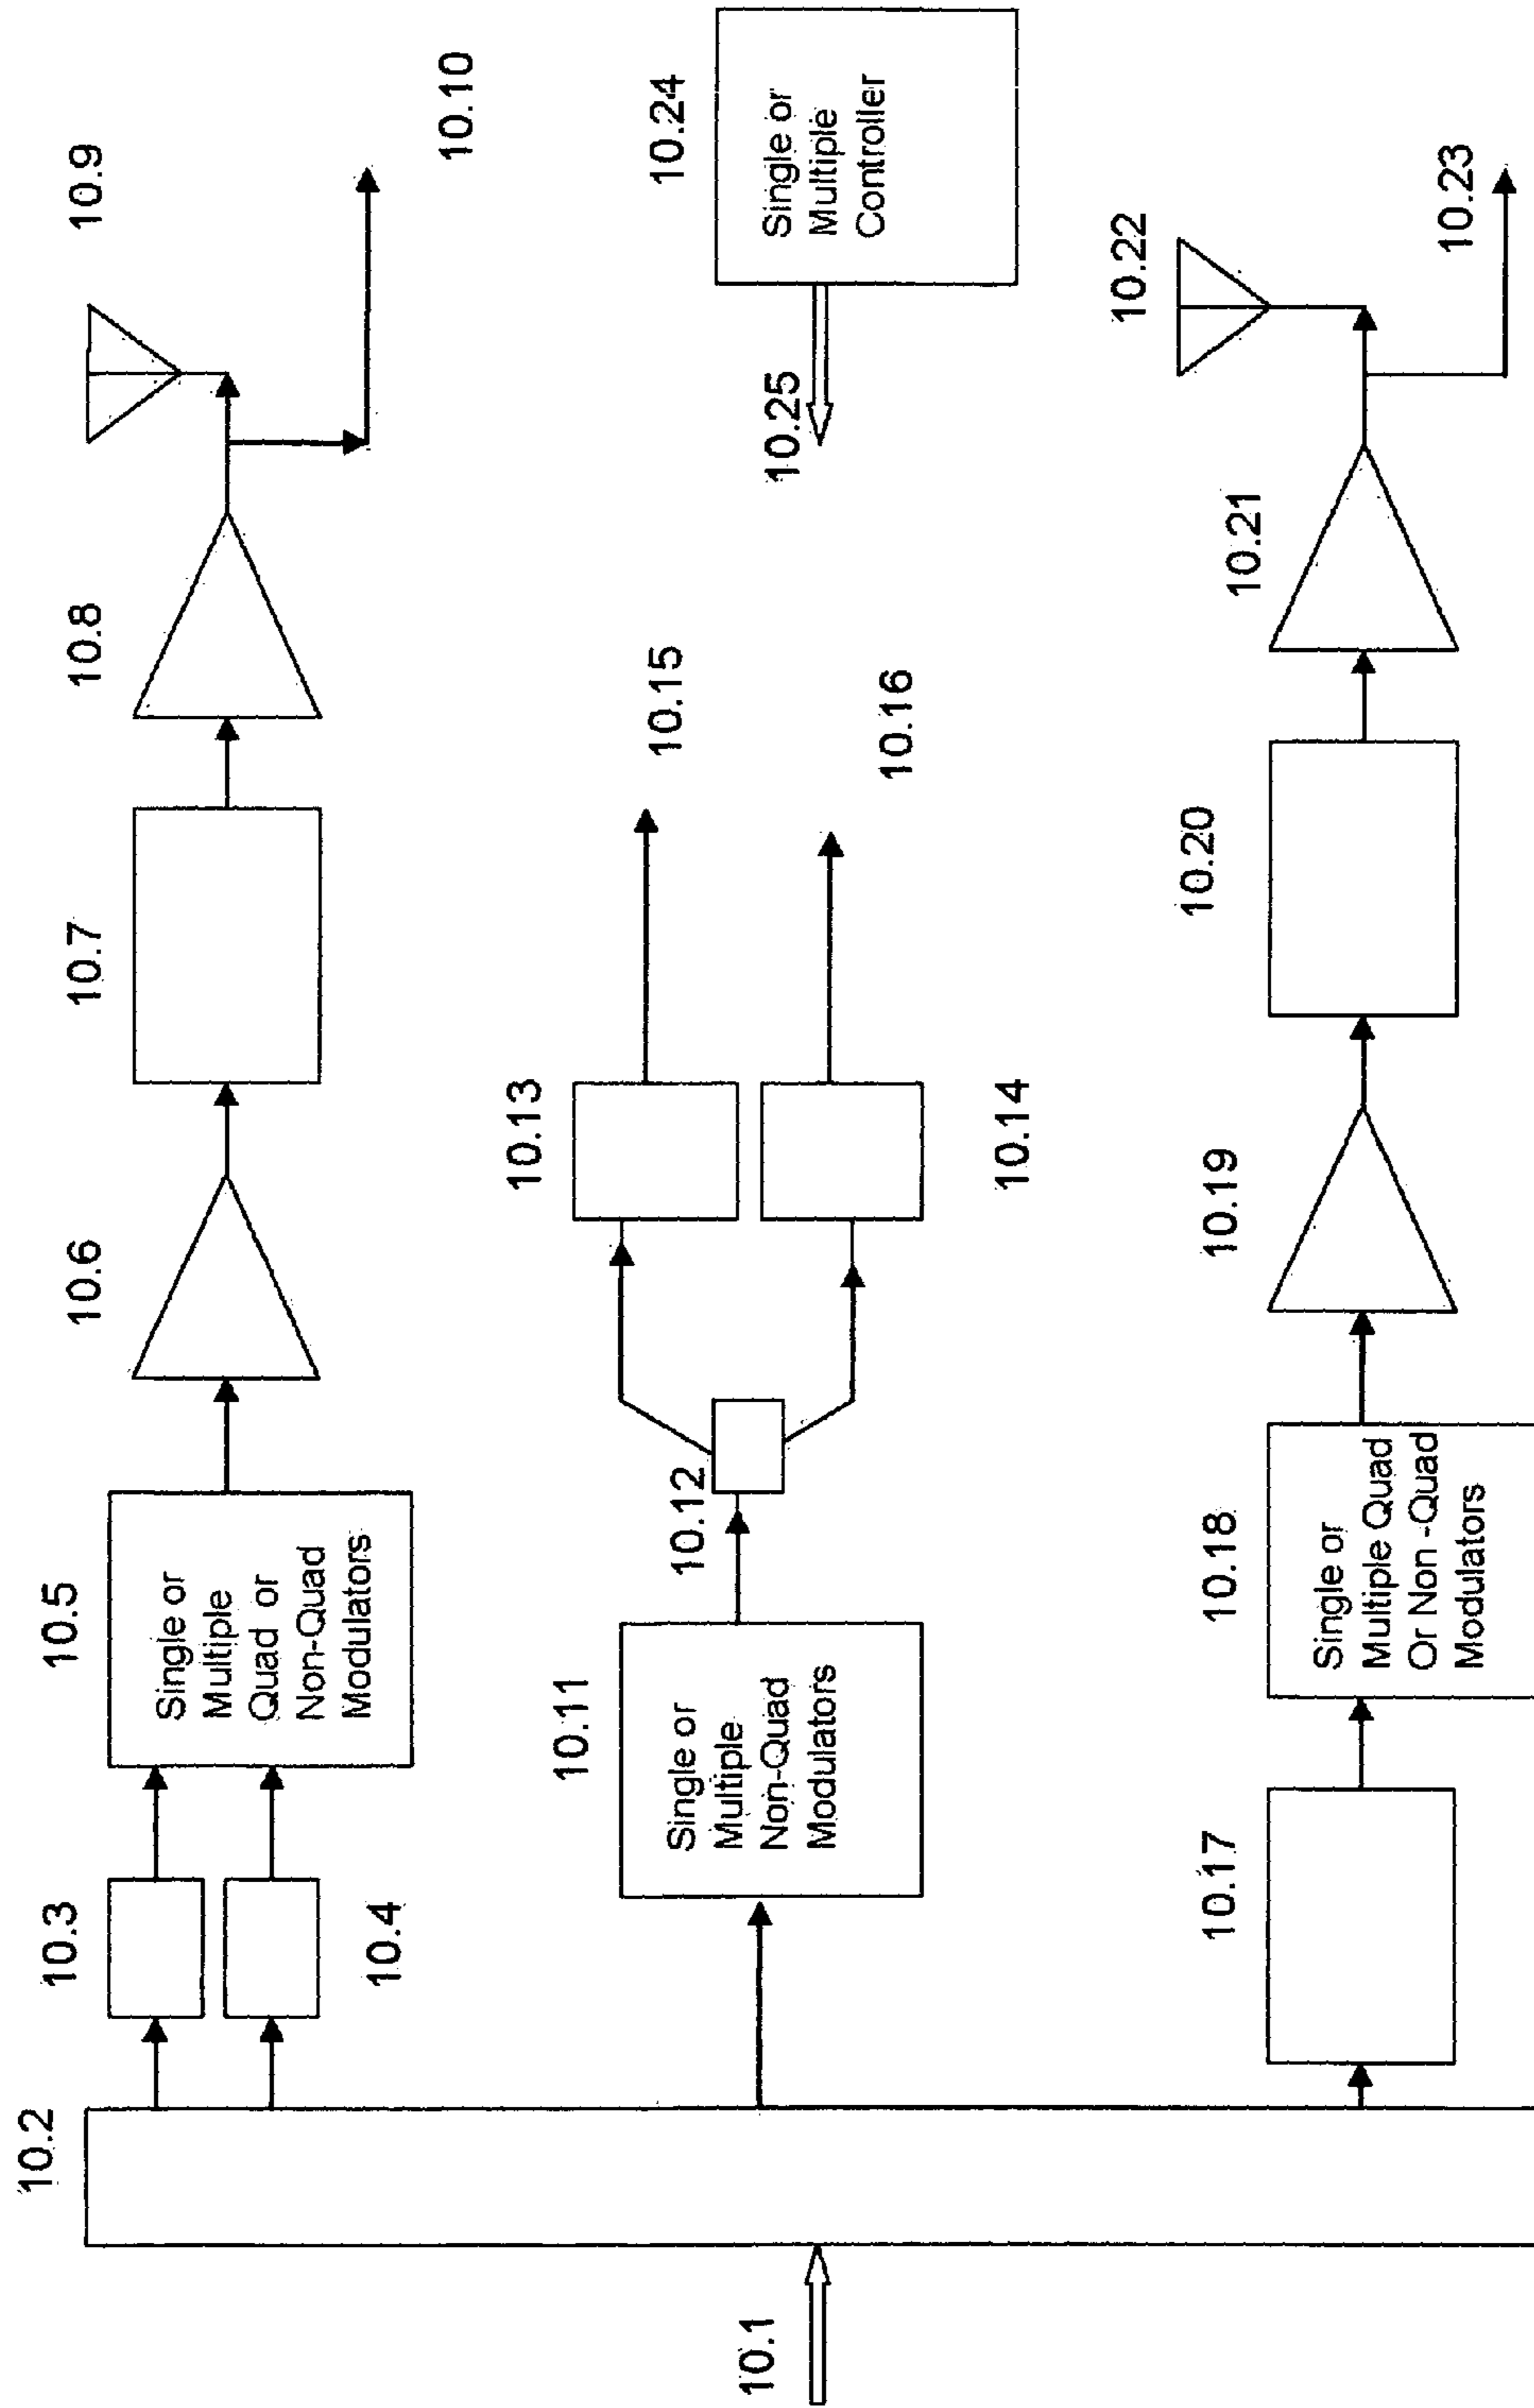 10.1
10.2
10.3
10.4
10.5
Single or
Multiple
Quad or
Non-Quad
Modulators
10.6
10.7
10.8
10.9
10.10
10.11
Single or
Multiple
Non-Quad
Modulators
10.12
10.13
10.14
10.15
10.16
10.24
Single or
Multiple
Controller
10.25
10.17
10.18
Single or
Multiple Quad
Or Non -Quad
Modulators
10.19
10.20
10.21
10.22
10.23